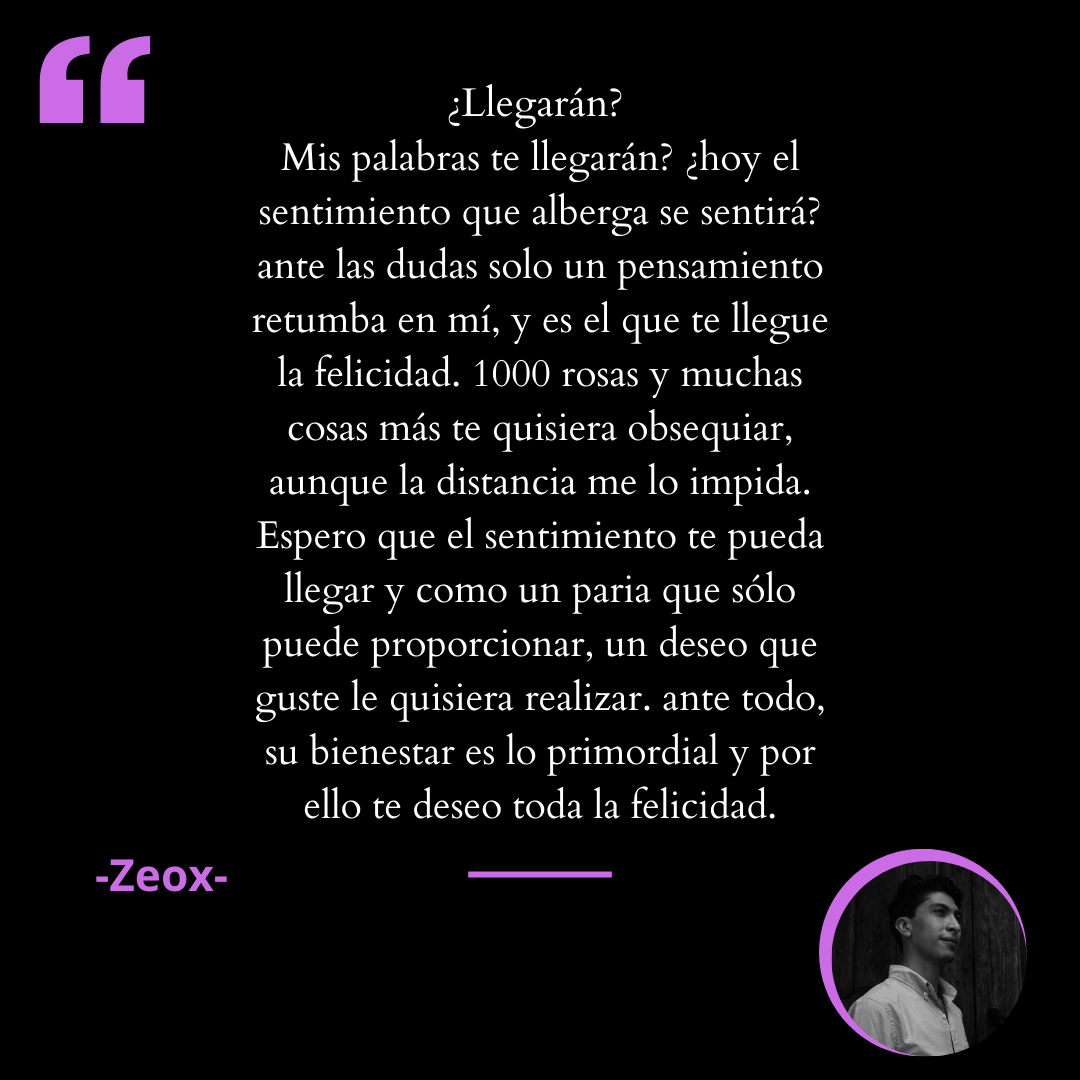 ¿Llegarán?
Mis palabras te llegarán? ¿hoy el
sentimiento que alberga se sentirá?
ante las dudas solo un pensamiento
retumba en mí, y es el que te llegue
la felicidad. 1000 rosas y muchas
cosas más te quisiera obsequiar,
aunque la distancia me lo impida.
Espero que el sentimiento te pueda
llegar y como un paria que sólo
puede proporcionar, un deseo que
guste le quisiera realizar. ante todo,
su bienestar es lo primordial y por
ello te deseo toda la felicidad.
-Zeox-